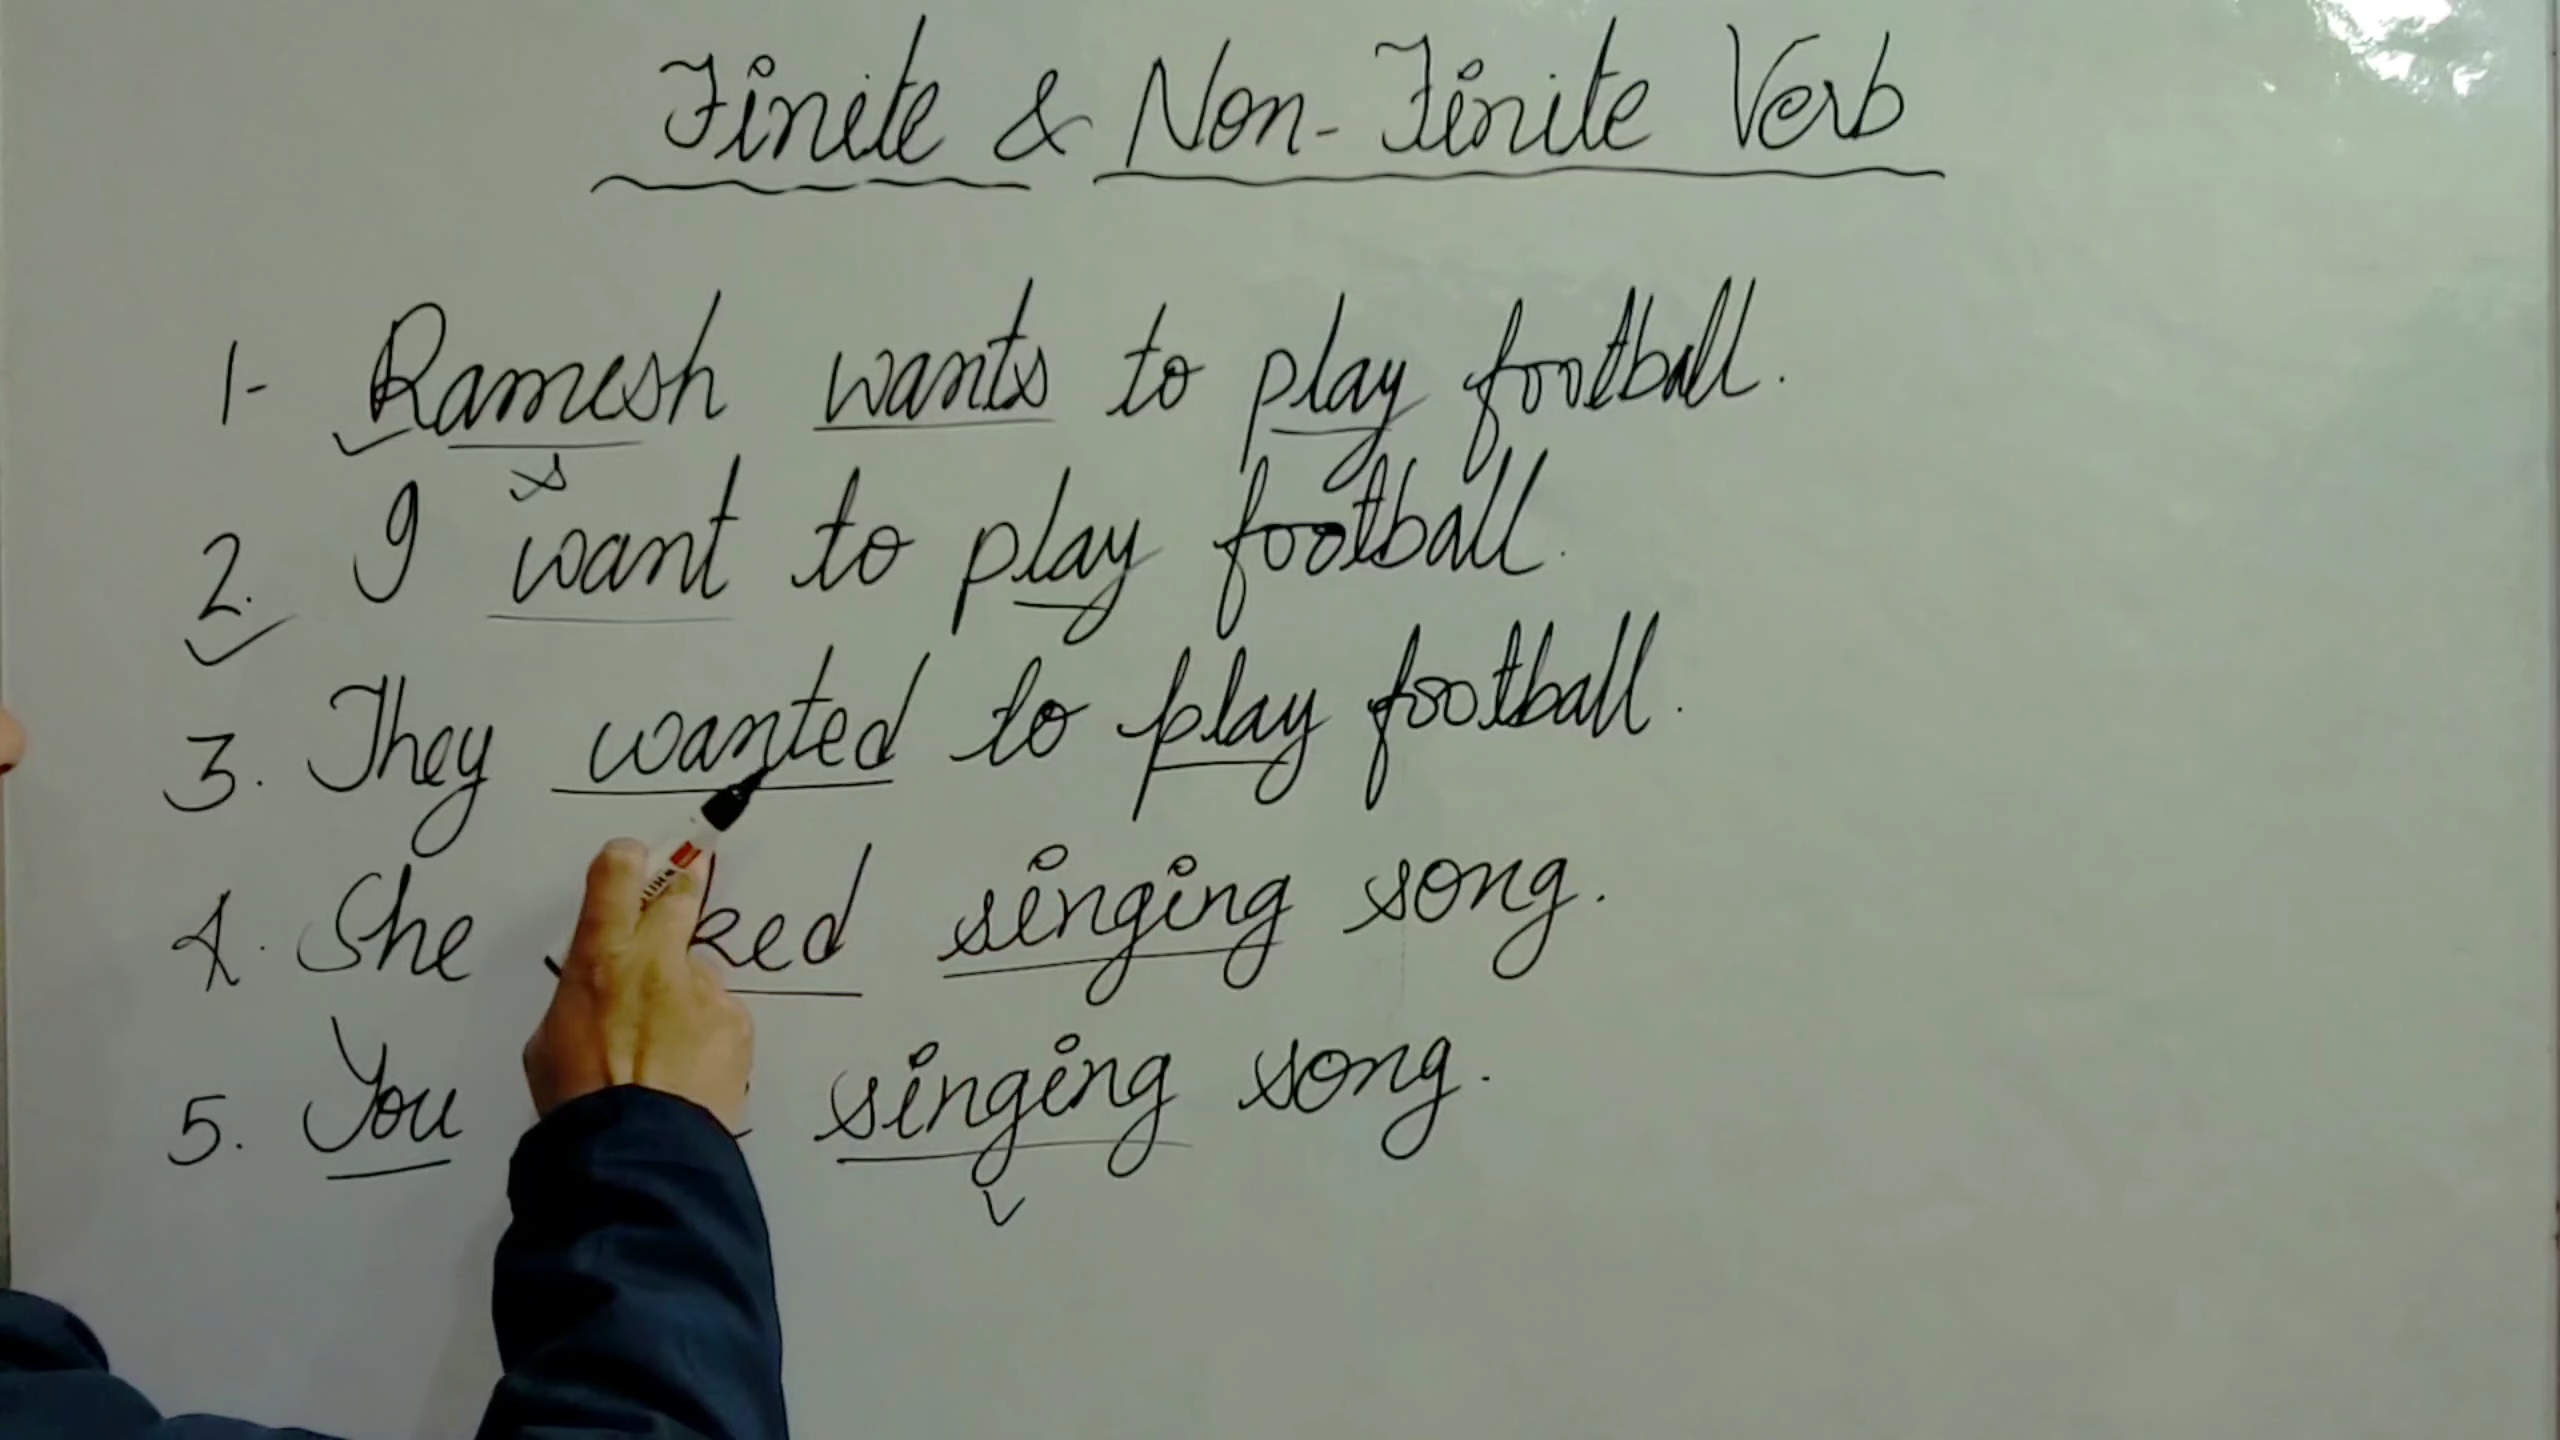 Finite & Non-Finite Verb
1- Ramesh wants to play football.
2. I want to play football.
3. They wanted to play football.
4. She singing song.
5. You singing song.